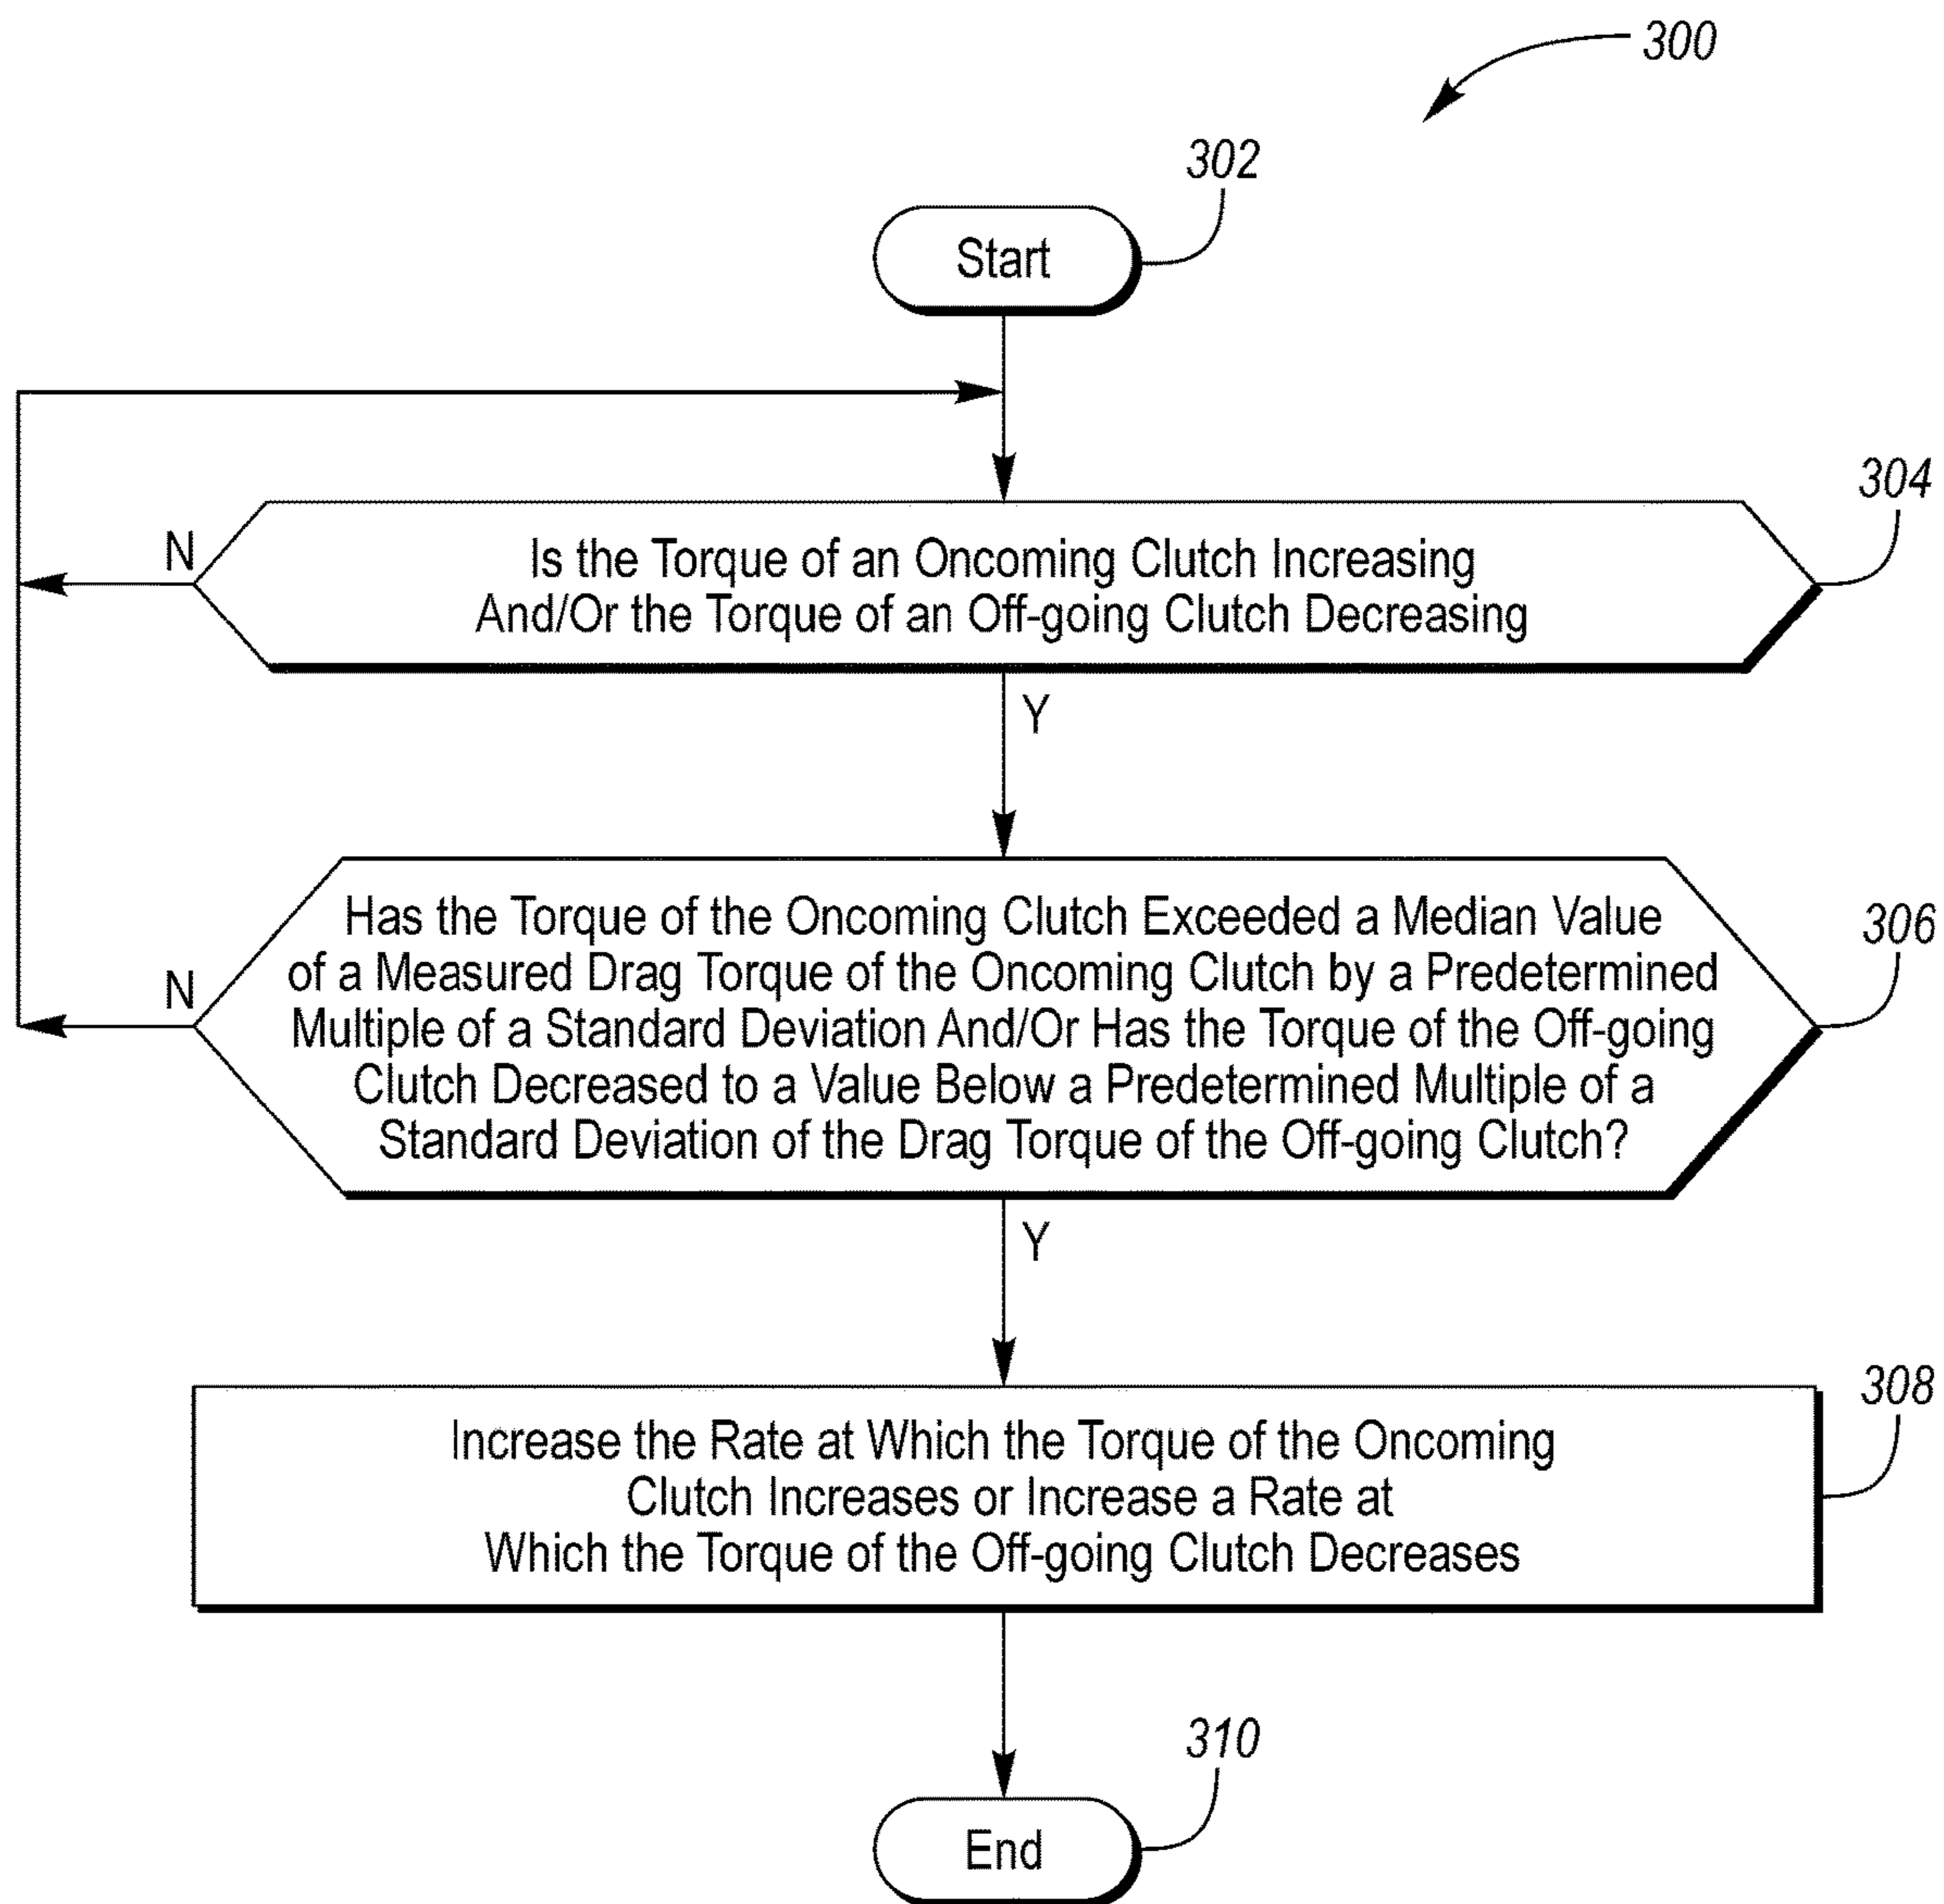 300
302
Start
304
N
Is the Torque of an Oncoming Clutch Increasing
And/Or the Torque of an Off-going Clutch Decreasing
Y
306
N
Has the Torque of the Oncoming Clutch Exceeded a Median Value
of a Measured Drag Torque of the Oncoming Clutch by a Predetermined
Multiple of a Standard Deviation And/Or Has the Torque of the Off-going
Clutch Decreased to a Value Below a Predetermined Multiple of a
Standard Deviation of the Drag Torque of the Off-going Clutch?
Y
308
Increase the Rate at Which the Torque of the Oncoming
Clutch Increases or Increase a Rate at
Which the Torque of the Off-going Clutch Decreases
310
End